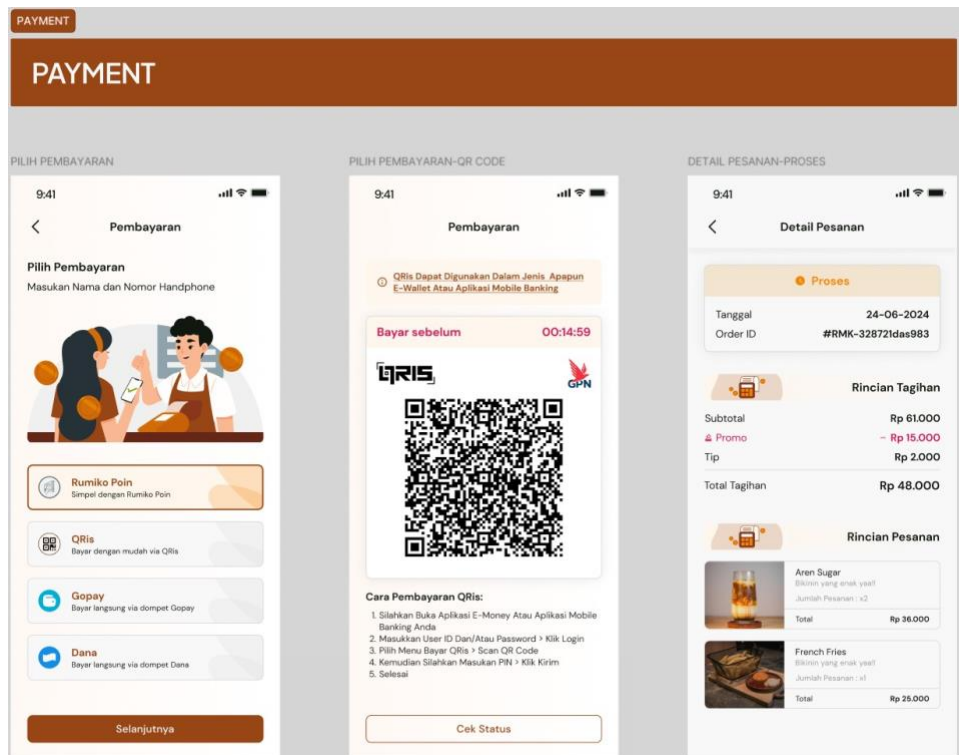 PAYMENT
PAYMENT
PILIH PEMBAYARAN
9:41
Pembayaran
Pilih Pembayaran
Masukan Nama dan Nomor Handphone
Rumiko Poin
Simpel dengan Rumiko Poin
QRis
Bayar dengan mudah via QRis
Gopay
Bayar langsung via dompet Gopay
Dana
Bayar langsung via dompet Dana
Selanjutnya
PILIH PEMBAYARAN-QR CODE
9:41
Pembayaran
QRis Dapat Digunakan Dalam Jenis Apapun
E-Wallet Atau Aplikasi Mobile Banking
Bayar sebelum 00:14:59
QRIS
GPN
Cara Pembayaran QRis:
1. Silahkan Buka Aplikasi E-Money Atau Aplikasi Mobile
Banking Anda
2. Masukkan User ID Dan/Atau Password > Klik Login
3. Pilih Menu Bayar QRis > Scan QR Code
4. Kemudian Silahkan Masukan PIN > Klik Kirim
5. Selesai
Cek Status
DETAIL PESANAN-PROSES
9:41
Detail Pesanan
Proses
Tanggal 24-06-2024
Order ID #RMK-328721das983
Rincian Tagihan
Subtotal Rp 61.000
Promo - Rp 15.000
Tip Rp 2.000
Total Tagihan Rp 48.000
Rincian Pesanan
Aren Sugar
Bikinin yang enak yaa!!
Jumlah Pesanan : x2
Total Rp 36.000
French Fries
Bikinin yang enak yaa!!
Jumlah Pesanan : x1
Total Rp 25.000